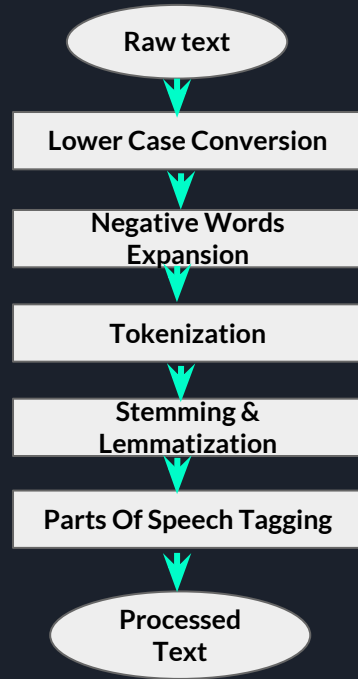 Raw text
Lower Case Conversion
Negative Words
Expansion
Tokenization
Stemming &
Lemmatization
Parts Of Speech Tagging
Processed
Text